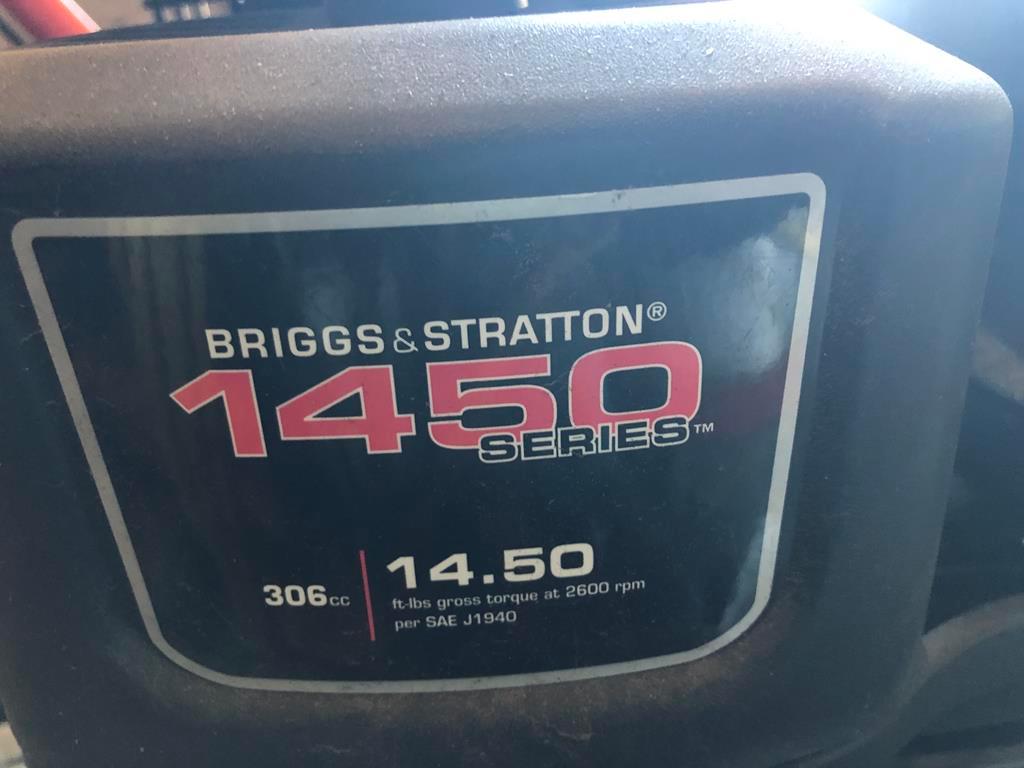 BRIGGS & STRATTON®
1450
SERIES™
306cc
14.50
ft-lbs gross torque at 2600 rpm
per SAE J1940